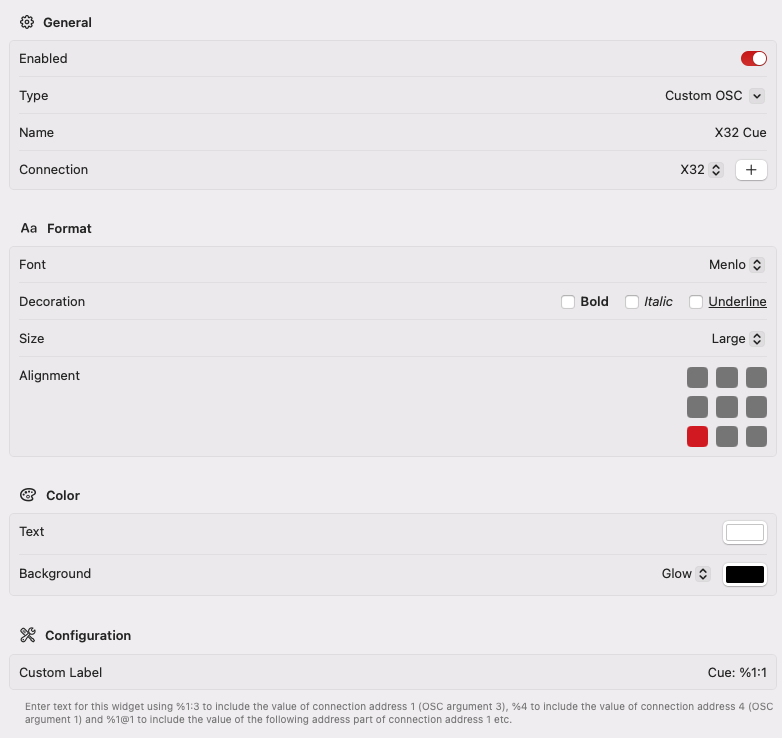 General
Enabled
Type Custom OSC
Name X32 Cue
Connection X32 +
Aa Format
Font Menlo
Decoration Bold Italic Underline
Size Large
Alignment
Color
Text
Background Glow
Configuration
Custom Label Cue: %1:1
Enter text for this widget using %1:3 to include the value of connection address 1 (OSC argument 3), %4 to include the value of connection address 4 (OSC
argument 1) and %1@1 to include the value of the following address part of connection address 1 etc.